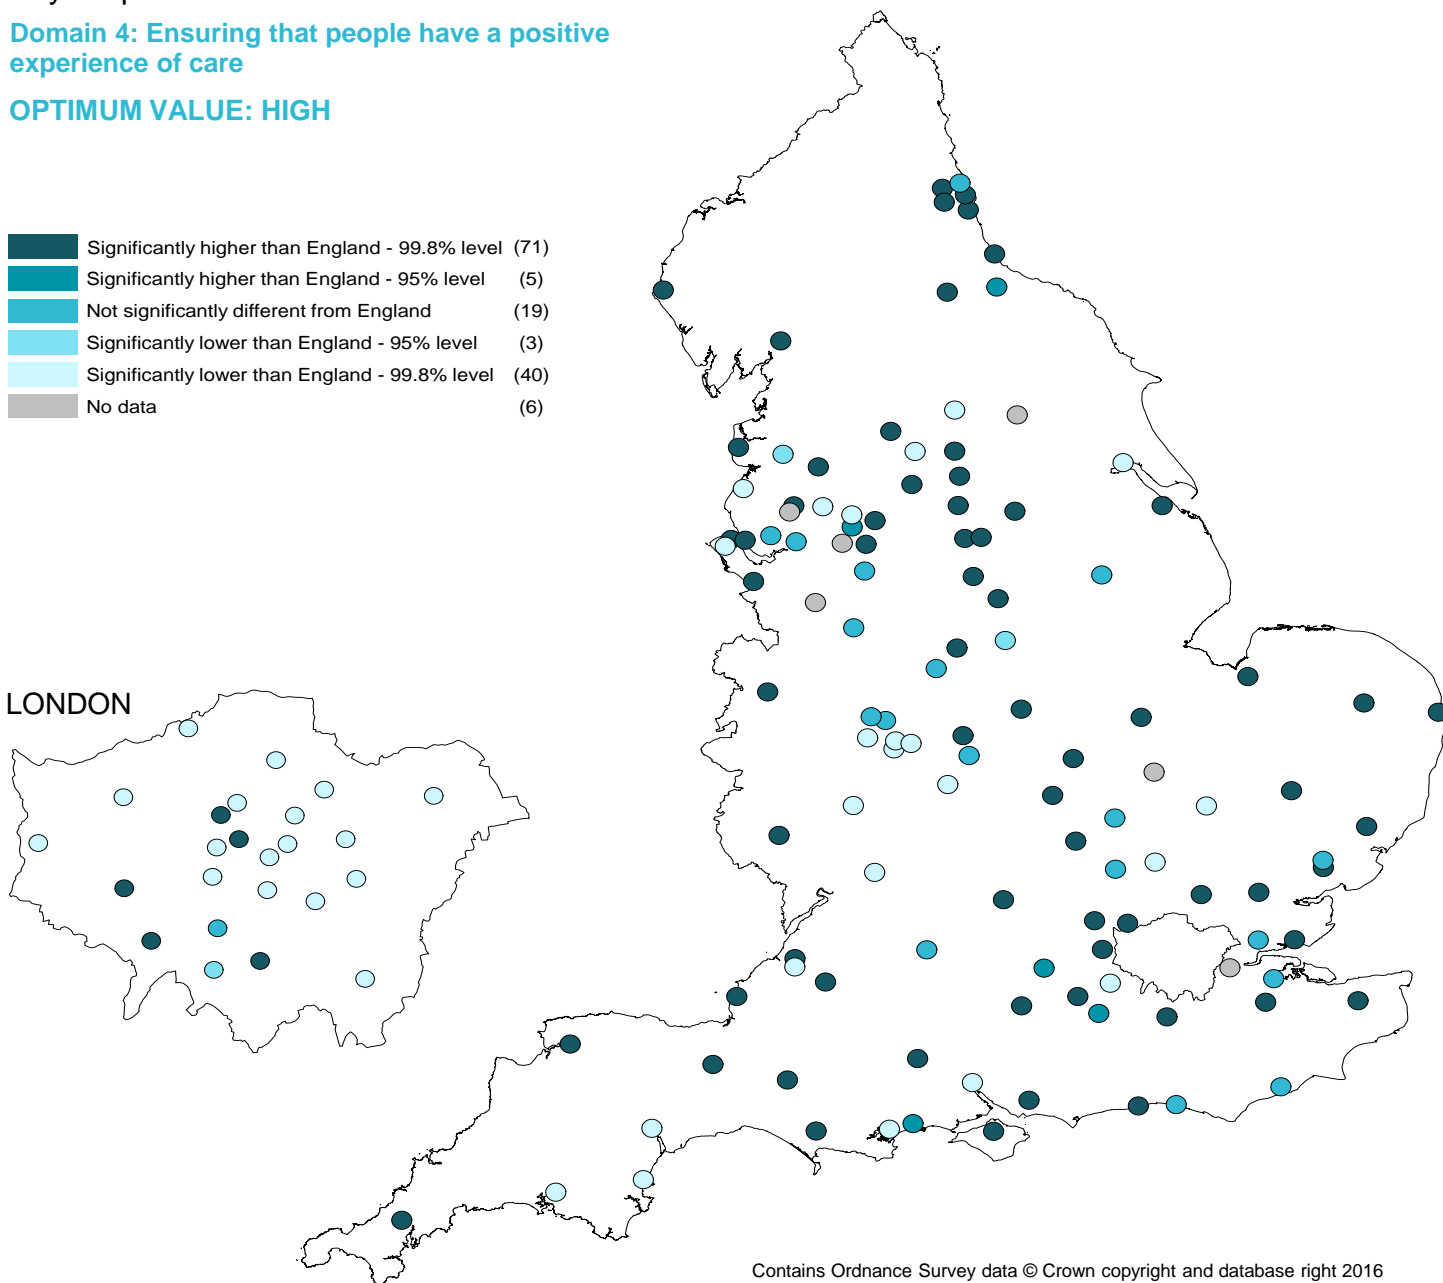 Domain 4: Ensuring that people have a positive
experience of care
OPTIMUM VALUE: HIGH
Significantly higher than England - 99.8% level (71)
Significantly higher than England - 95% level (5)
Not significantly different from England (19)
Significantly lower than England - 95% level (3)
Significantly lower than England - 99.8% level (40)
No data (6)
LONDON
Contains Ordnance Survey data © Crown copyright and database right 2016